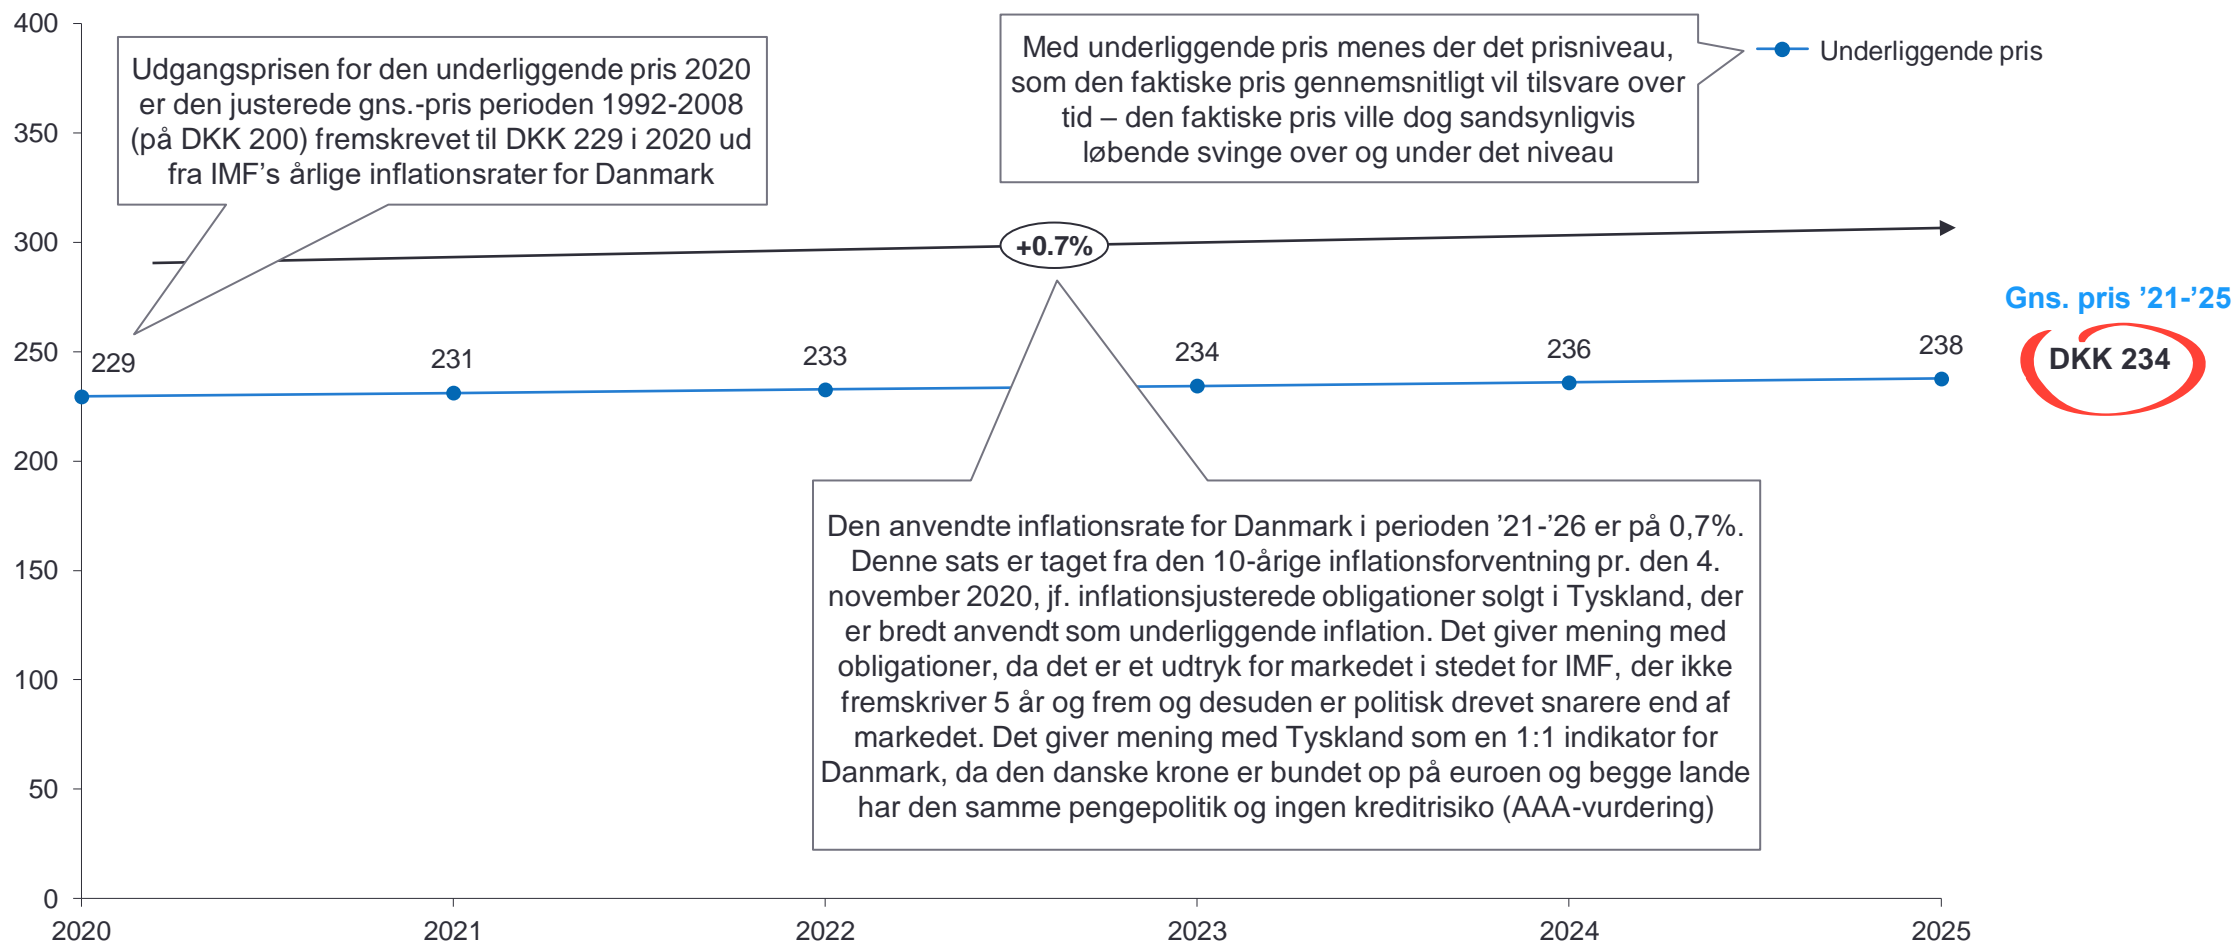 400
350
300
250
200
150
100
50
0
Udgangsprisen for den underliggende pris 2020
er den justerede gns.-pris perioden 1992-2008
(på DKK 200) fremskrevet til DKK 229 i 2020 ud
fra IMF’s årlige inflationsrater for Danmark
Med underliggende pris menes der det prisniveau,
som den faktiske pris gennemsnitligt vil tilsvare over
tid – den faktiske pris ville dog sandsynligvis
løbende svinge over og under det niveau
Underliggende pris
+0.7%
229
231
233
234
236
238
Gns. pris ’21-’25
DKK 234
Den anvendte inflationsrate for Danmark i perioden ’21-’26 er på 0,7%.
Denne sats er taget fra den 10-årige inflationsforventning pr. den 4.
november 2020, jf. inflationsjusterede obligationer solgt i Tyskland, der
er bredt anvendt som underliggende inflation. Det giver mening med
obligationer, da det er et udtryk for markedet i stedet for IMF, der ikke
fremskriver 5 år og frem og desuden er politisk drevet snarere end af
markedet. Det giver mening med Tyskland som en 1:1 indikator for
Danmark, da den danske krone er bundet op på euroen og begge lande
har den samme pengepolitik og ingen kreditrisiko (AAA-vurdering)
2020
2021
2022
2023
2024
2025